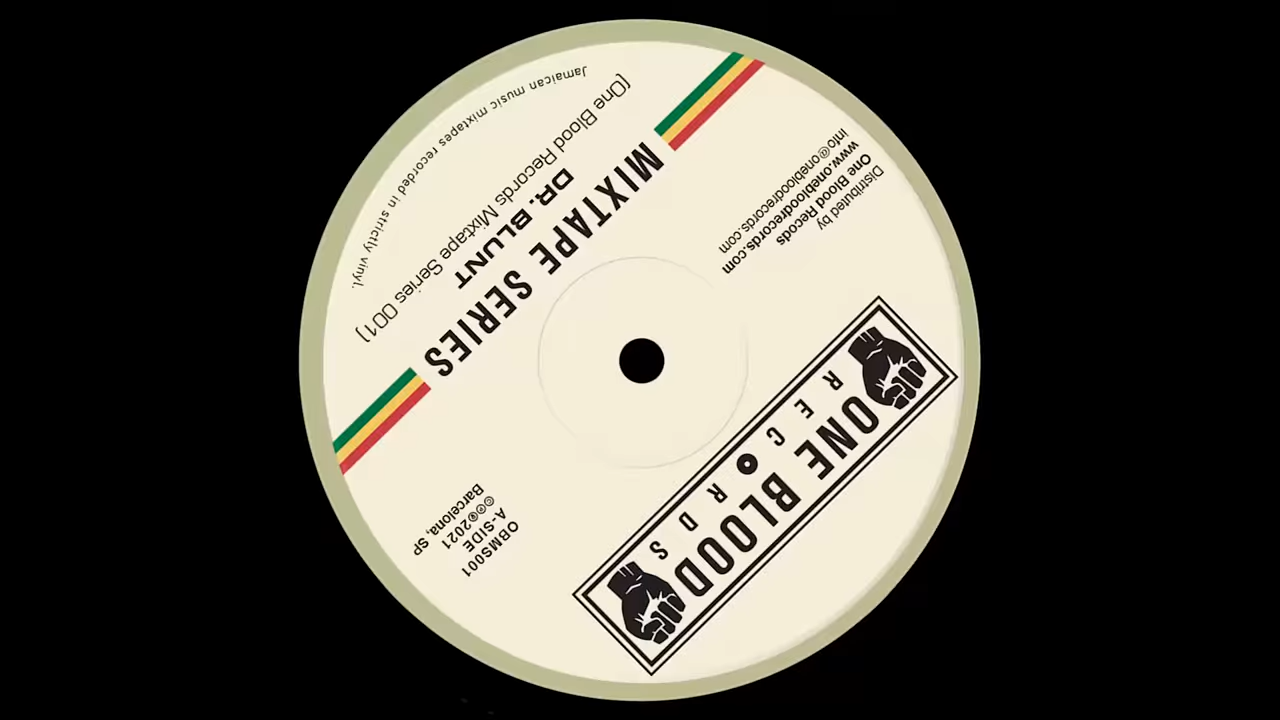 ONE BLOOD
RECORDS
Distributed by
One Blood Recods
www.onebloodrecords.com
info@onebloodrecords.com
OBMS001
A-SIDE
©℗®2021
Barcelona, SP
MIXTAPE SERIES
DR. BLUNT
[One Blood Records Mixtape Series 001]
Jamaican music mixtapes recorded in strictly vinyl.